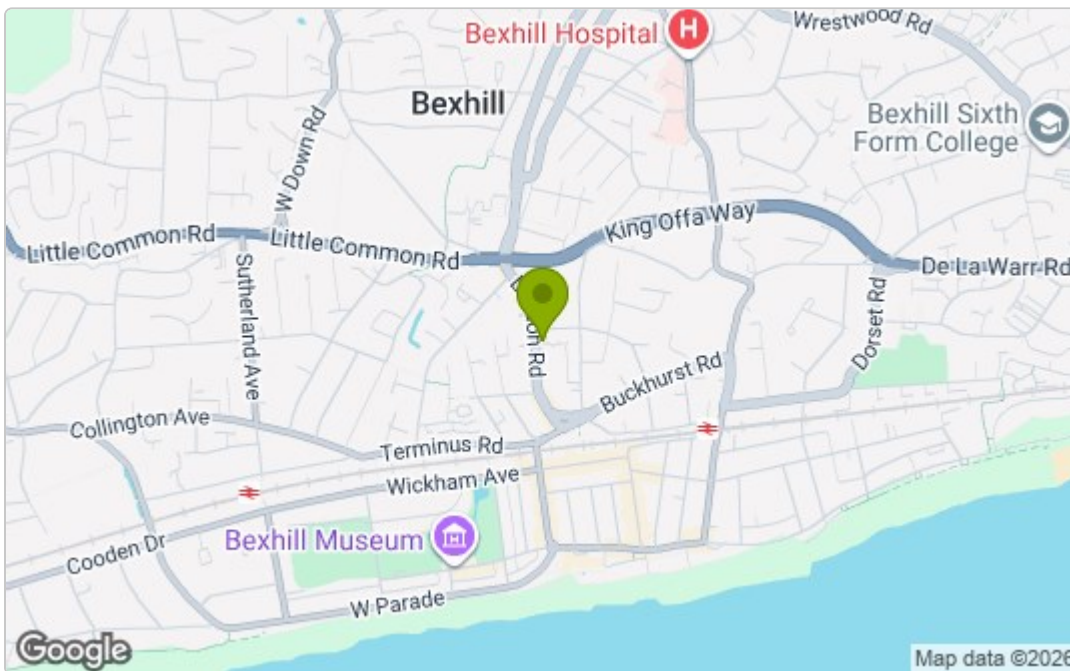 Wrestwood Rd
Bexhill Hospital
H
Bexhill
Bexhill Sixth
Form College
W Down Rd
King Offa Way
Little Common Rd
Little Common Rd
De La Warr Rd
Sutherland Ave
Rd
Dorset Rd
Buckhurst Rd
Collington Ave
Terminus Rd
Wickham Ave
Bexhill Museum
Cooden Dr
W Parade
Google
Map data ©2026